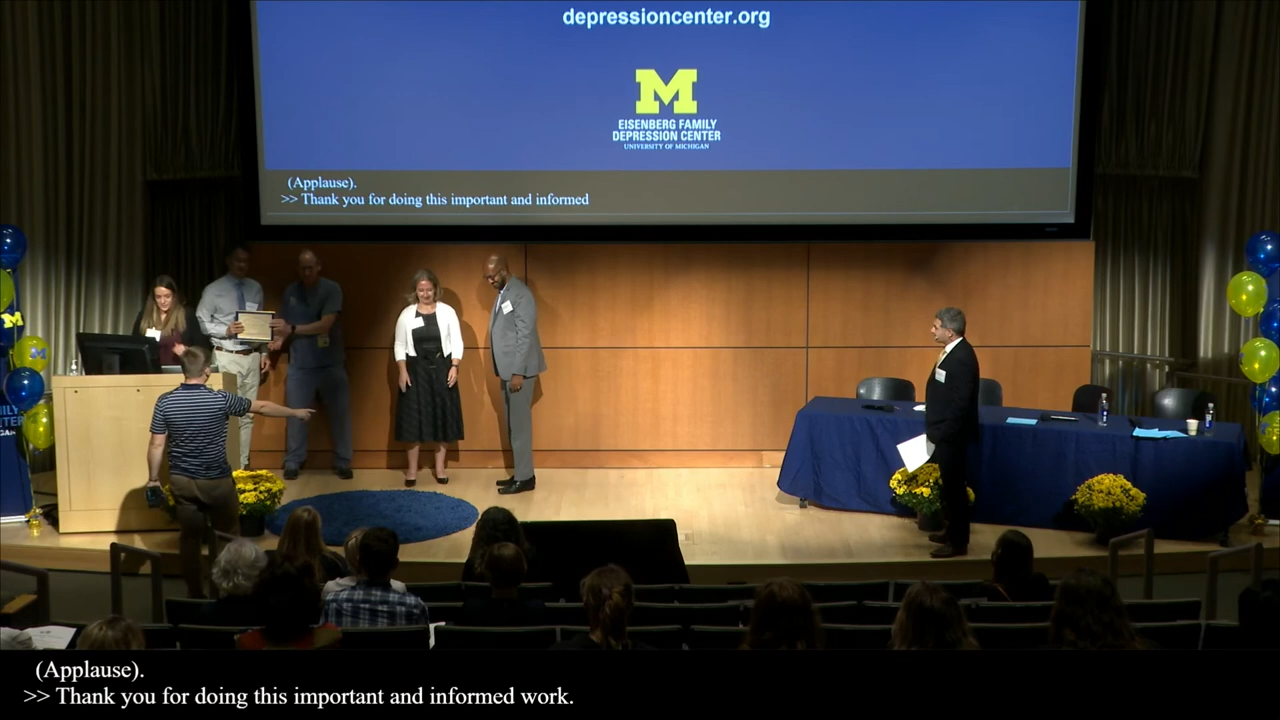 depressioncenter.org
M
EISENBERG FAMILY
DEPRESSION CENTER
UNIVERSITY OF MICHIGAN
(Applause).
>> Thank you for doing this important and informed
M
M
(Applause).
>> Thank you for doing this important and informed work.